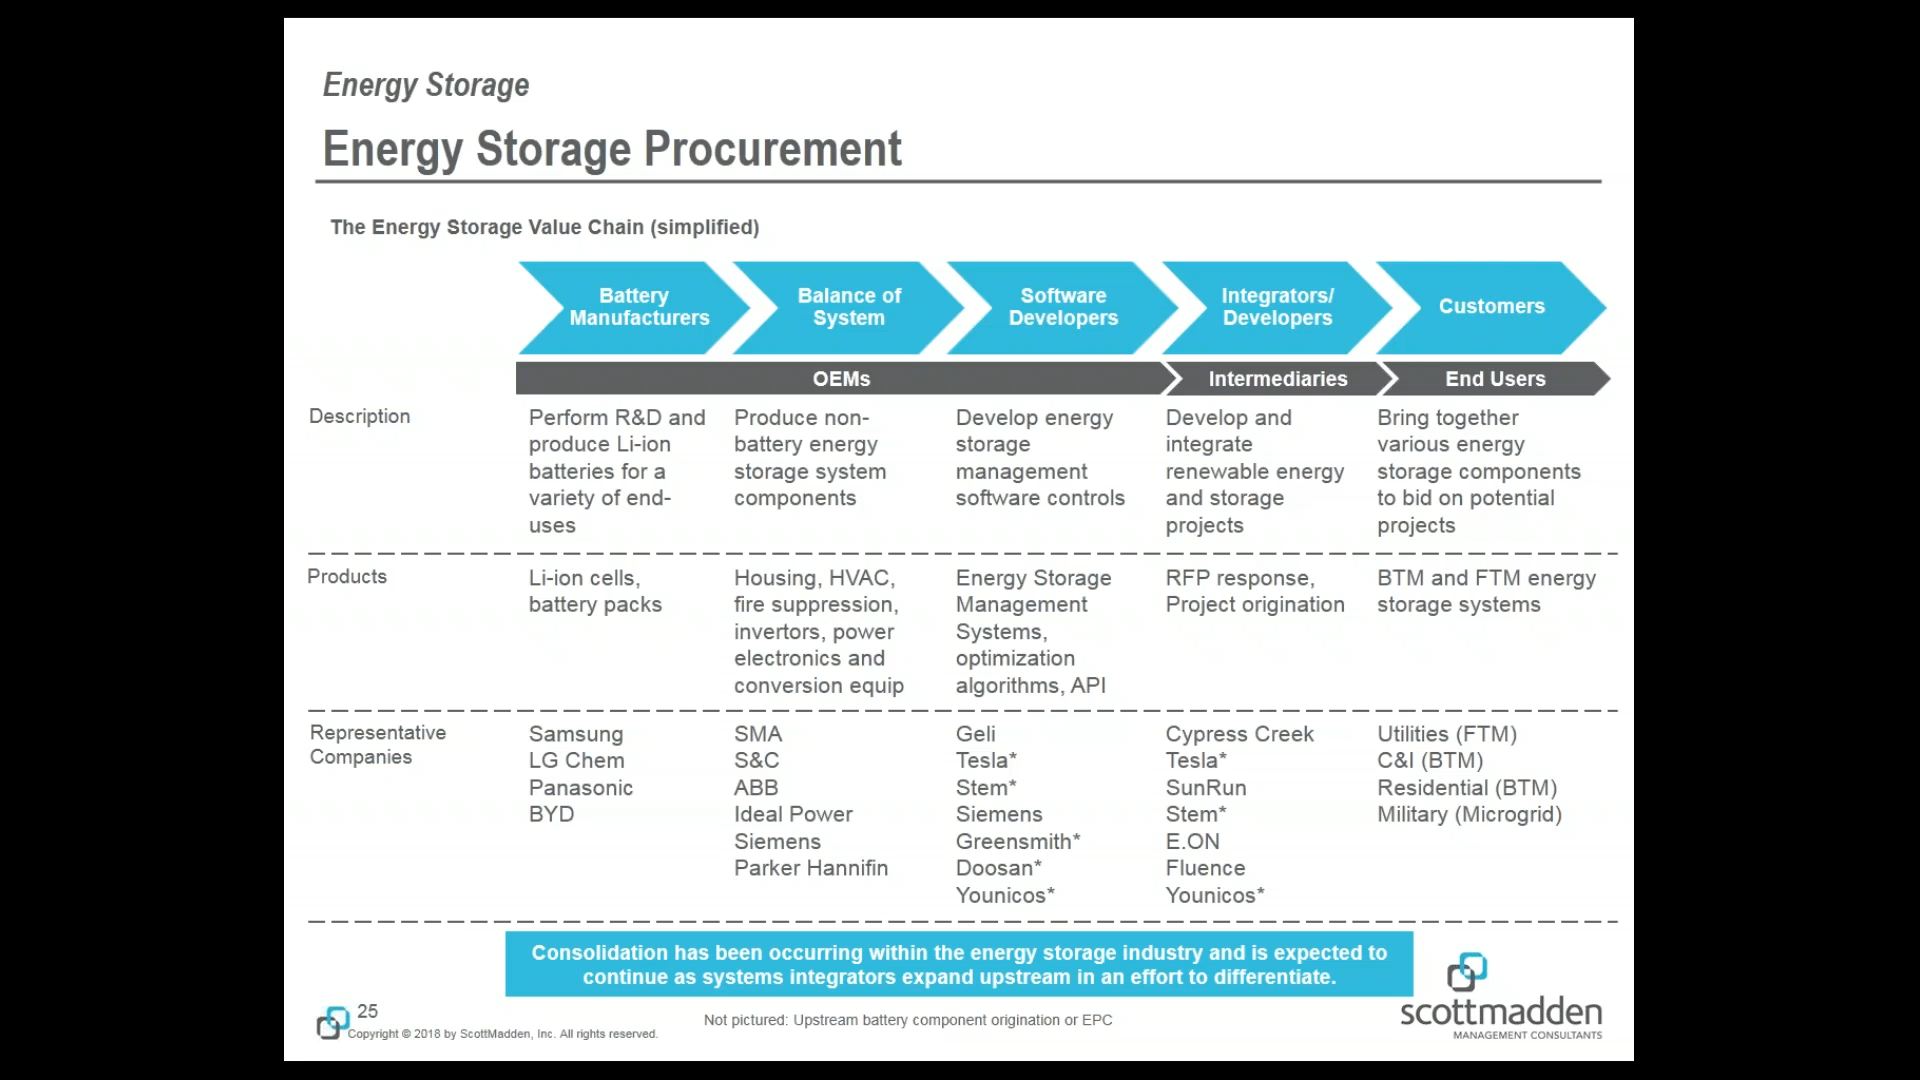 Energy Storage
Energy Storage Procurement
The Energy Storage Value Chain (simplified)
Battery
Manufacturers
Balance of
System
Software
Developers
Integrators/
Developers
Customers
OEMs
Intermediaries
End Users
Description
Perform R&D and
produce Li-ion
batteries for a
variety of end-
uses
Produce non-
battery energy
storage system
components
Develop energy
storage
management
software controls
Develop and
integrate
renewable energy
and storage
projects
Bring together
various energy
storage components
to bid on potential
projects
Products
Li-ion cells,
battery packs
Housing, HVAC,
fire suppression,
invertors, power
electronics and
conversion equip
Energy Storage
Management
Systems,
optimization
algorithms, API
RFP response,
Project origination
BTM and FTM energy
storage systems
Representative
Companies
Samsung
LG Chem
Panasonic
BYD
SMA
S&C
ABB
Ideal Power
Siemens
Parker Hannifin
Geli
Tesla*
Stem*
Siemens
Greensmith*
Doosan*
Younicos*
Cypress Creek
Tesla*
SunRun
Stem*
E.ON
Fluence
Younicos*
Utilities (FTM)
C&I (BTM)
Residential (BTM)
Military (Microgrid)
Consolidation has been occurring within the energy storage industry and is expected to
continue as systems integrators expand upstream in an effort to differentiate.
25
Copyright © 2018 by ScottMadden, Inc. All rights reserved.
Not pictured: Upstream battery component origination or EPC
scottmadden
MANAGEMENT CONSULTANTS